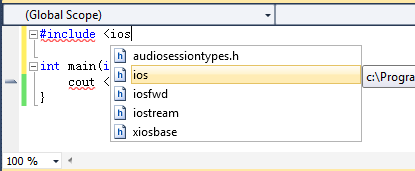 (Global Scope)
#include <ios
audiosessiontypes.h
int main(i
ios
c:\Progra
cout <
iosfwd
}
iostream
xiosbase
100 %